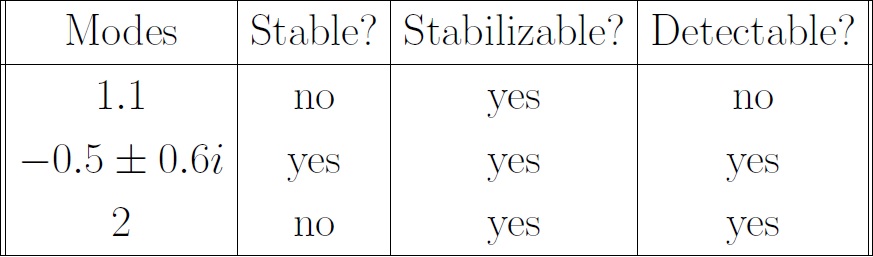 Modes Stable? Stabilizable? Detectable?
1.1 no yes no
−0.5 ± 0.6i yes yes yes
2 no yes yes